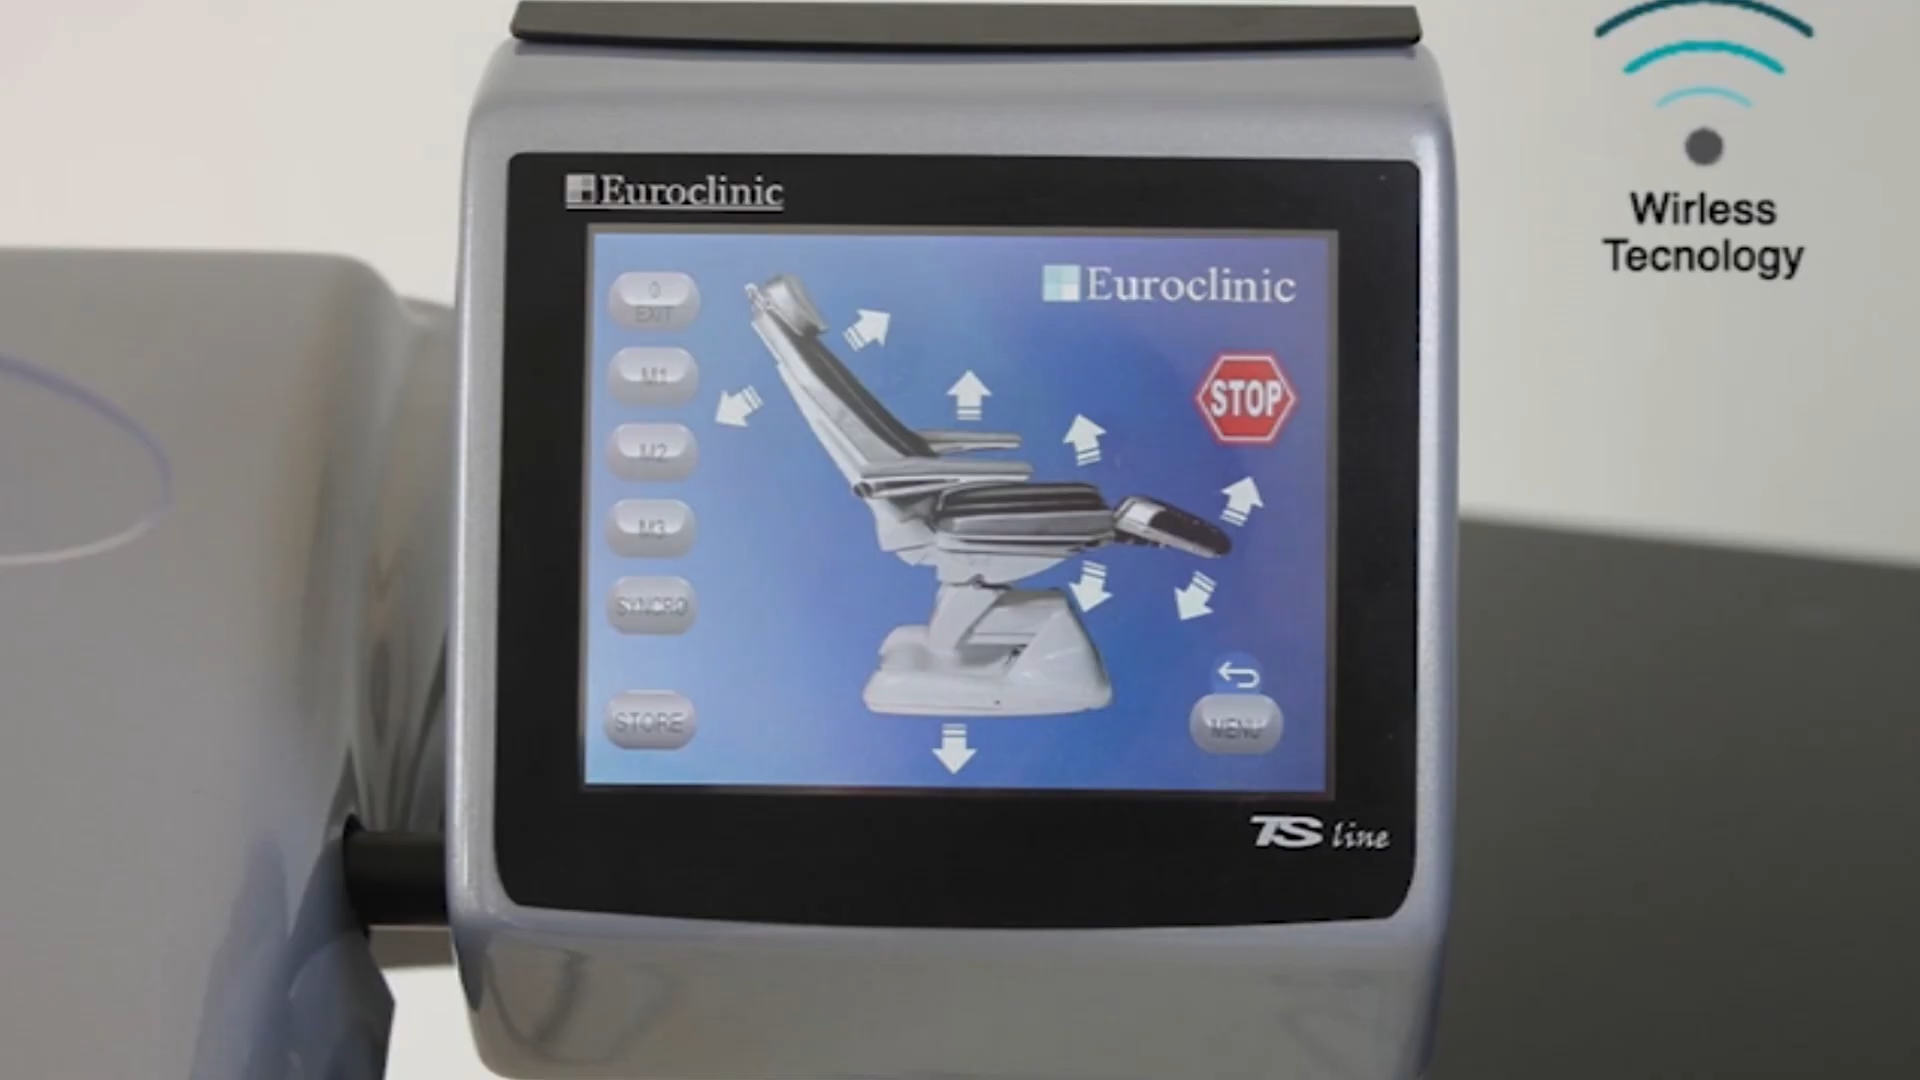 Wirless
Tecnology
Euroclinic
Euroclinic
0
EXIT
M1
M2
M3
SYNCRO
STORE
STOP
MENU
TS line